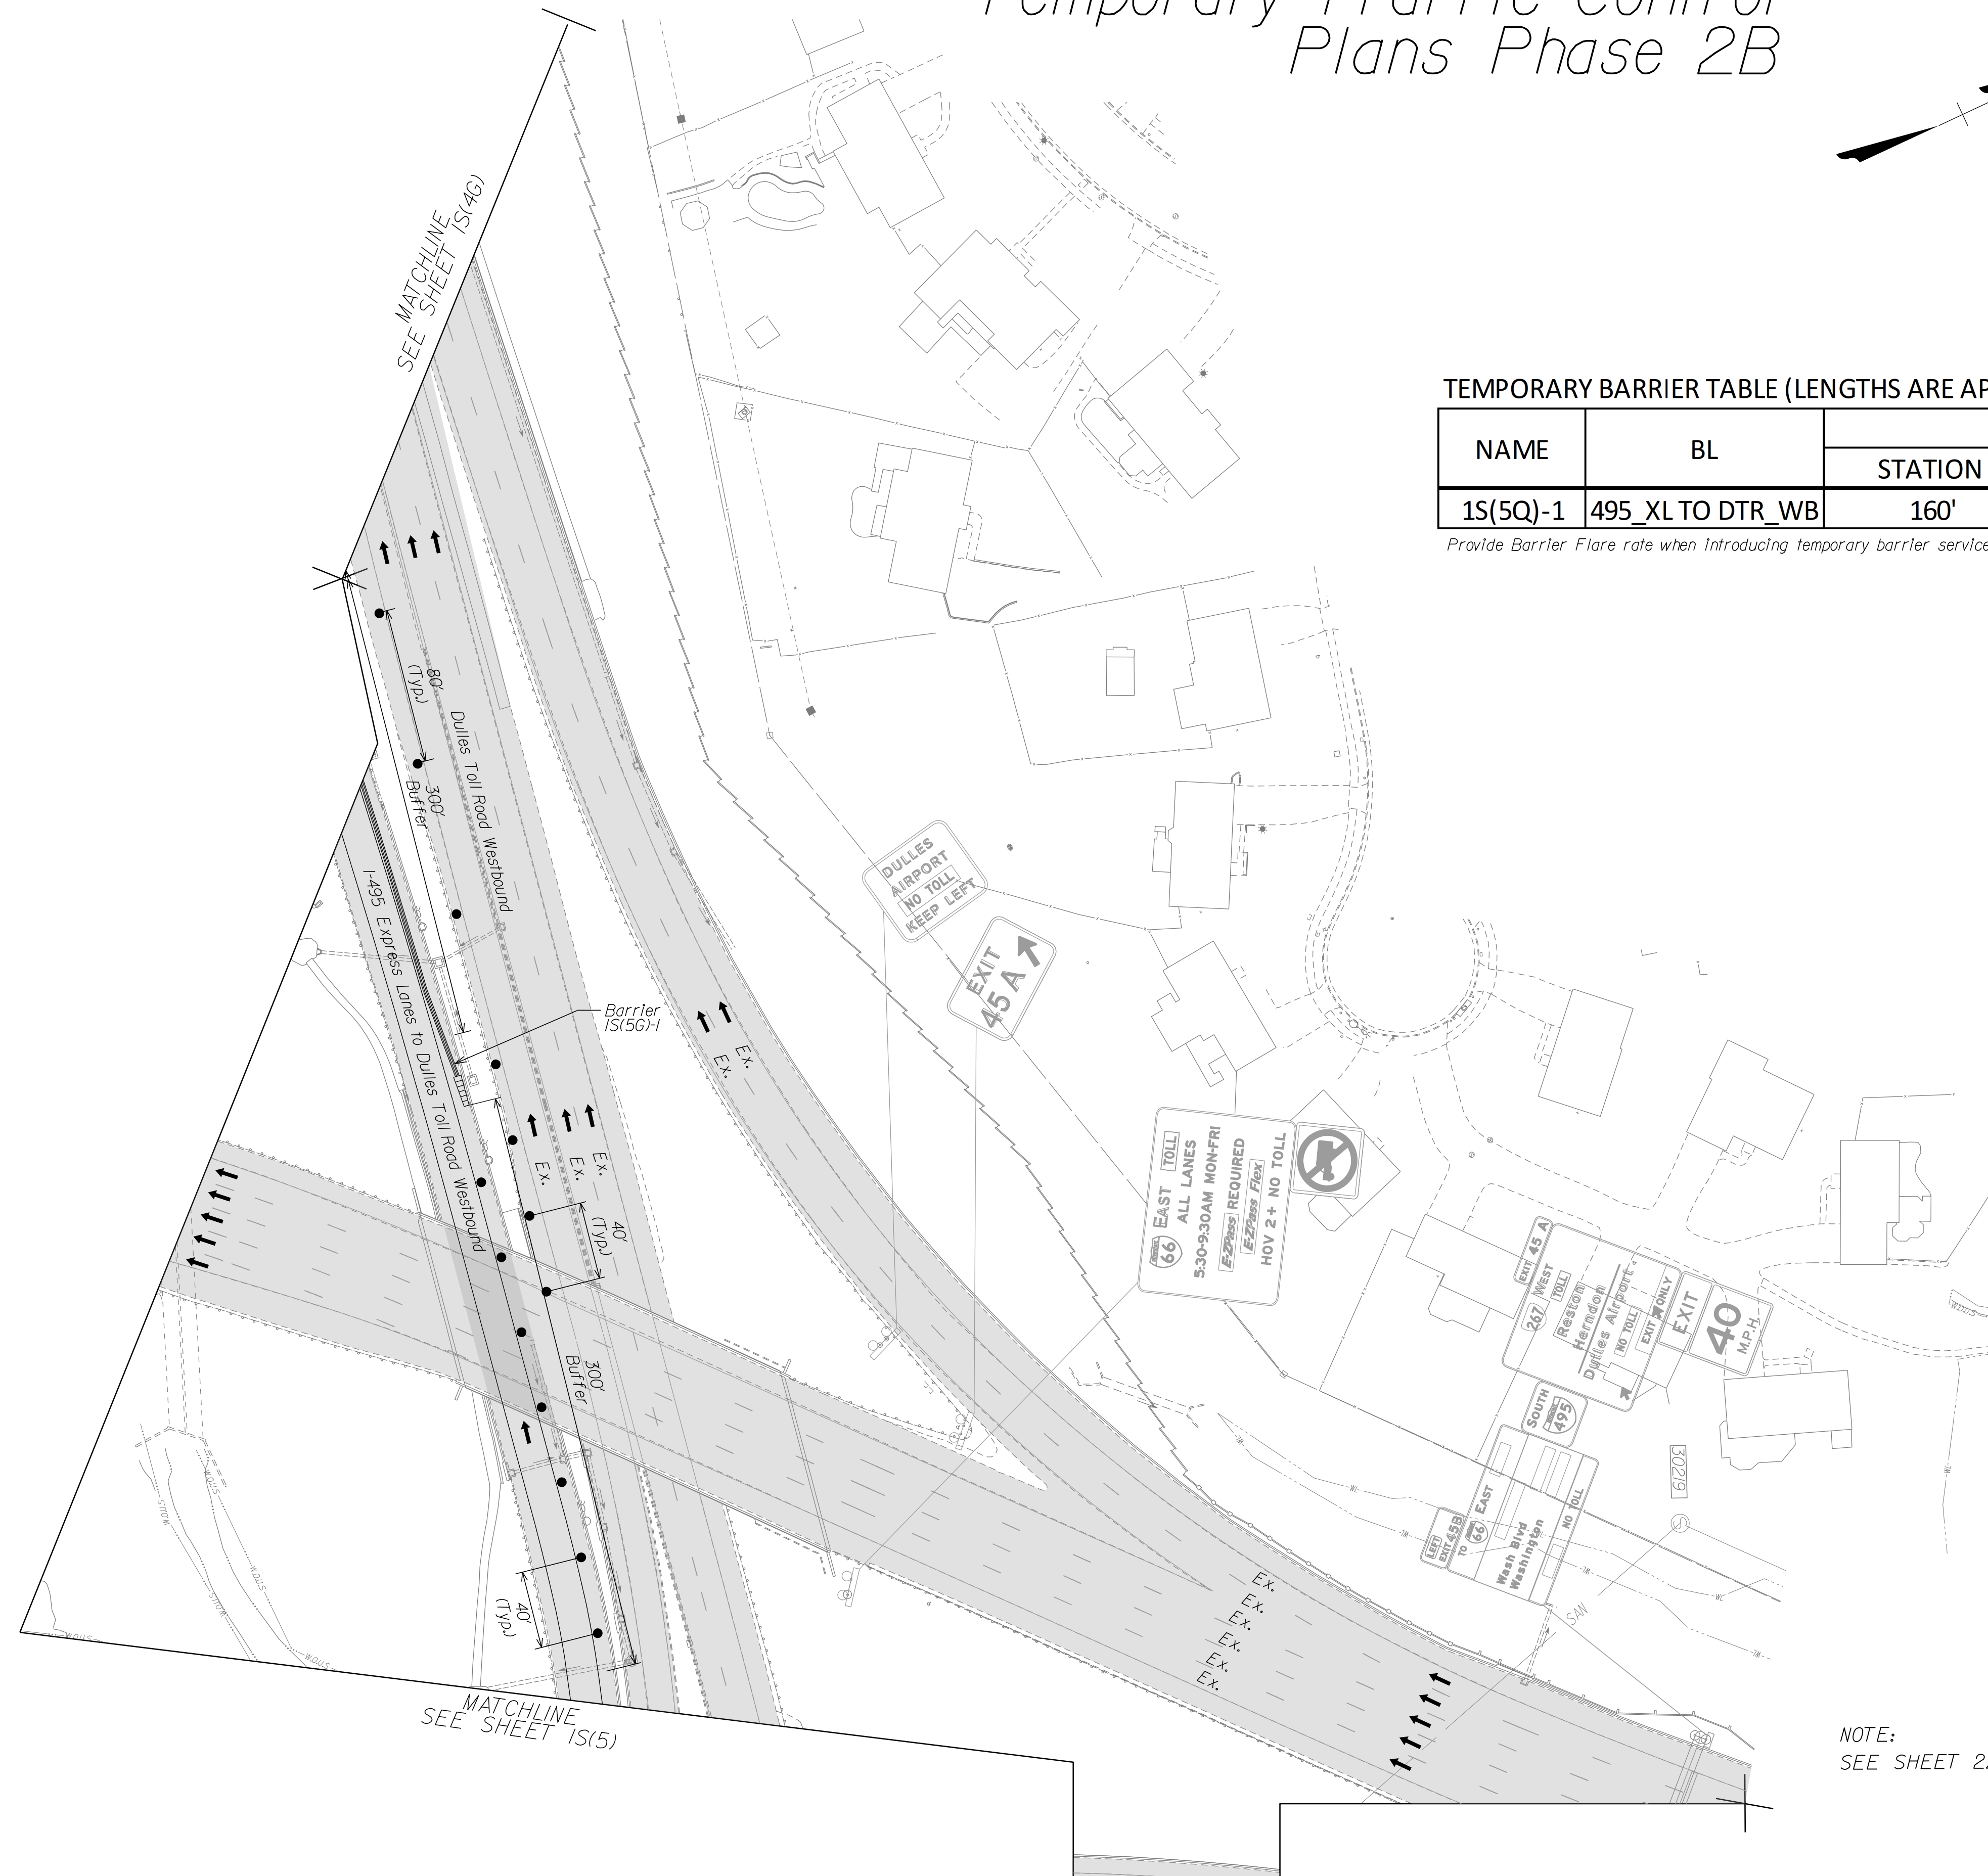 Plans Phase 2B
MATCHLINE
SEE SHEET 1S(4G)
TEMPORARY BARRIER TABLE (LENGTHS ARE
NAME
BL
STATION
1S(5Q)-1
495_XL TO DTR_WB
160'
Provide Barrier Flare rate when introducing temporary barrier service
80'
(Typ.)
Dulles Toll Road Westbound
300'
Buffer
I-495 Express Lanes to Dulles Toll Road Westbound
Barrier
1S(5G)-1
Ex.
Ex.
Ex.
Ex.
Ex.
40'
(Typ.)
300'
Buffer
40'
(Typ.)
DULLES
AIRPORT
NO TOLL
KEEP LEFT
EXIT
45 A
66
EAST
TOLL
ALL LANES
5:30-9:30AM MON-FRI
E-ZPass REQUIRED
E-ZPass Flex
HOV 2+ NO TOLL
EXIT 45 A
267 WEST
TOLL
Reston
Herndon
Dulles Airport
NO TOLL
EXIT ONLY
EXIT
40
M.P.H.
SOUTH
495
LEFT
EXIT 45B
TO 66 EAST
Wash Blvd
Washington
NO TOLL
30219
S
SAN
Ex.
Ex.
Ex.
Ex.
Ex.
Ex.
MATCHLINE
SEE SHEET 1S(5)
NOTE:
SEE SHEET